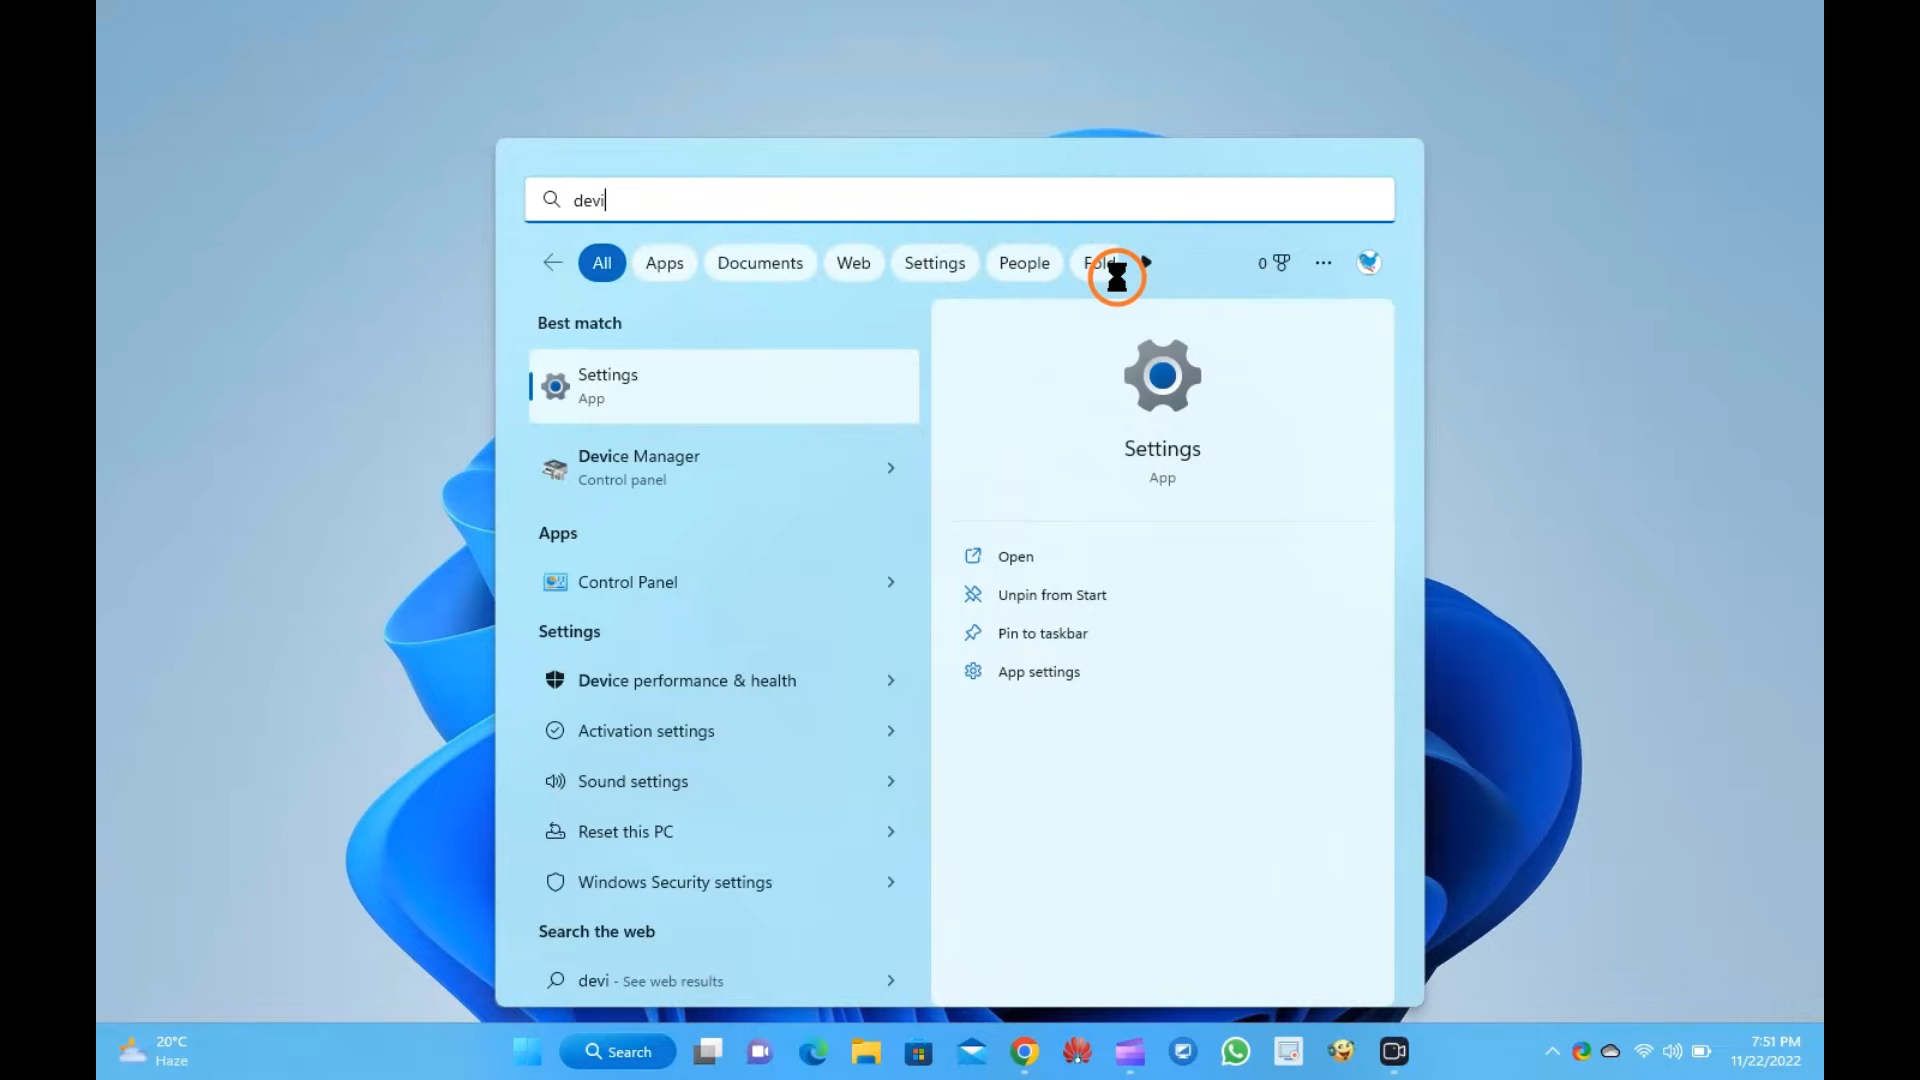 devi
All
Apps
Documents
Web
Settings
People
0
Best match
Settings
App
Device Manager
Control panel
Apps
Control Panel
Settings
Device performance & health
Activation settings
Sound settings
Reset this PC
Windows Security settings
Search the web
devi - See web results
Settings
App
Open
Unpin from Start
Pin to taskbar
App settings
20°C
Haze
Search
7:51 PM
11/22/2022